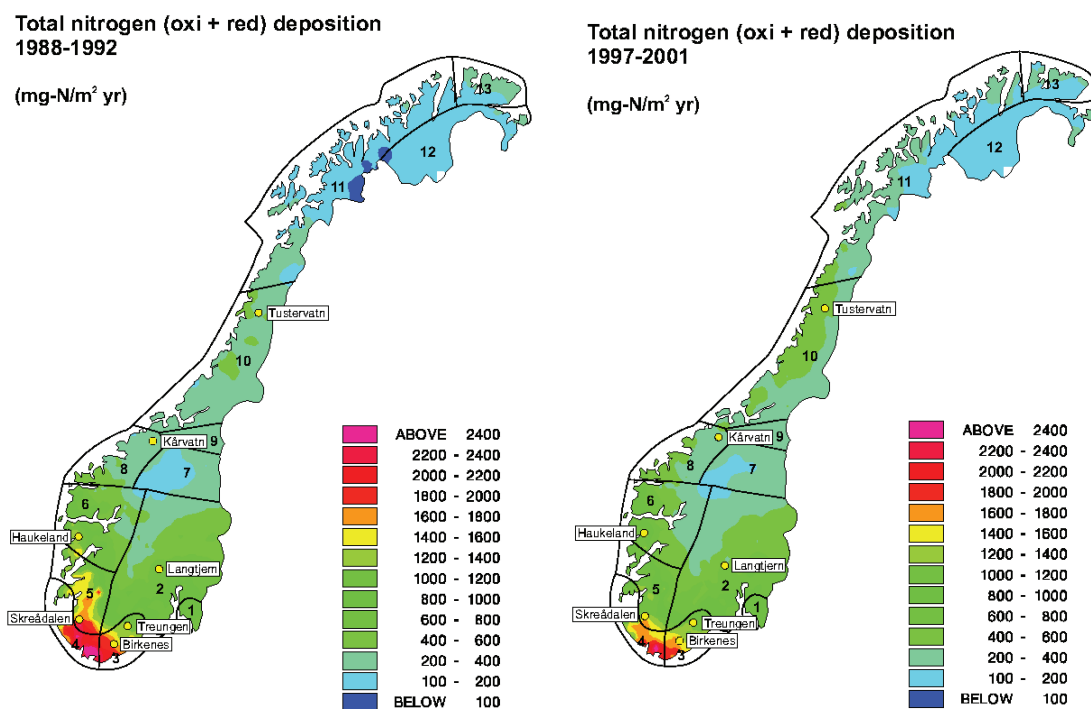 Total nitrogen (oxi + red) deposition
1988-1992
(mg-N/m² yr)
13
12
11
Tustervatn
10
Kårvatn
9
8
7
6
Haukeland
Langtjern
5
2
1
Skreådalen
Treungen
4
Birkenes
3
ABOVE 2400
2200 - 2400
2000 - 2200
1800 - 2000
1600 - 1800
1400 - 1600
1200 - 1400
1000 - 1200
800 - 1000
600 - 800
400 - 600
200 - 400
100 - 200
BELOW 100
Total nitrogen (oxi + red) deposition
1997-2001
(mg-N/m² yr)
13
12
11
Tustervatn
10
Kårvatn
9
8
7
6
Haukeland
Langtjern
5
2
1
Skreådalen
Treungen
4
Birkenes
3
ABOVE 2400
2200 - 2400
2000 - 2200
1800 - 2000
1600 - 1800
1400 - 1600
1200 - 1400
1000 - 1200
800 - 1000
600 - 800
400 - 600
200 - 400
100 - 200
BELOW 100